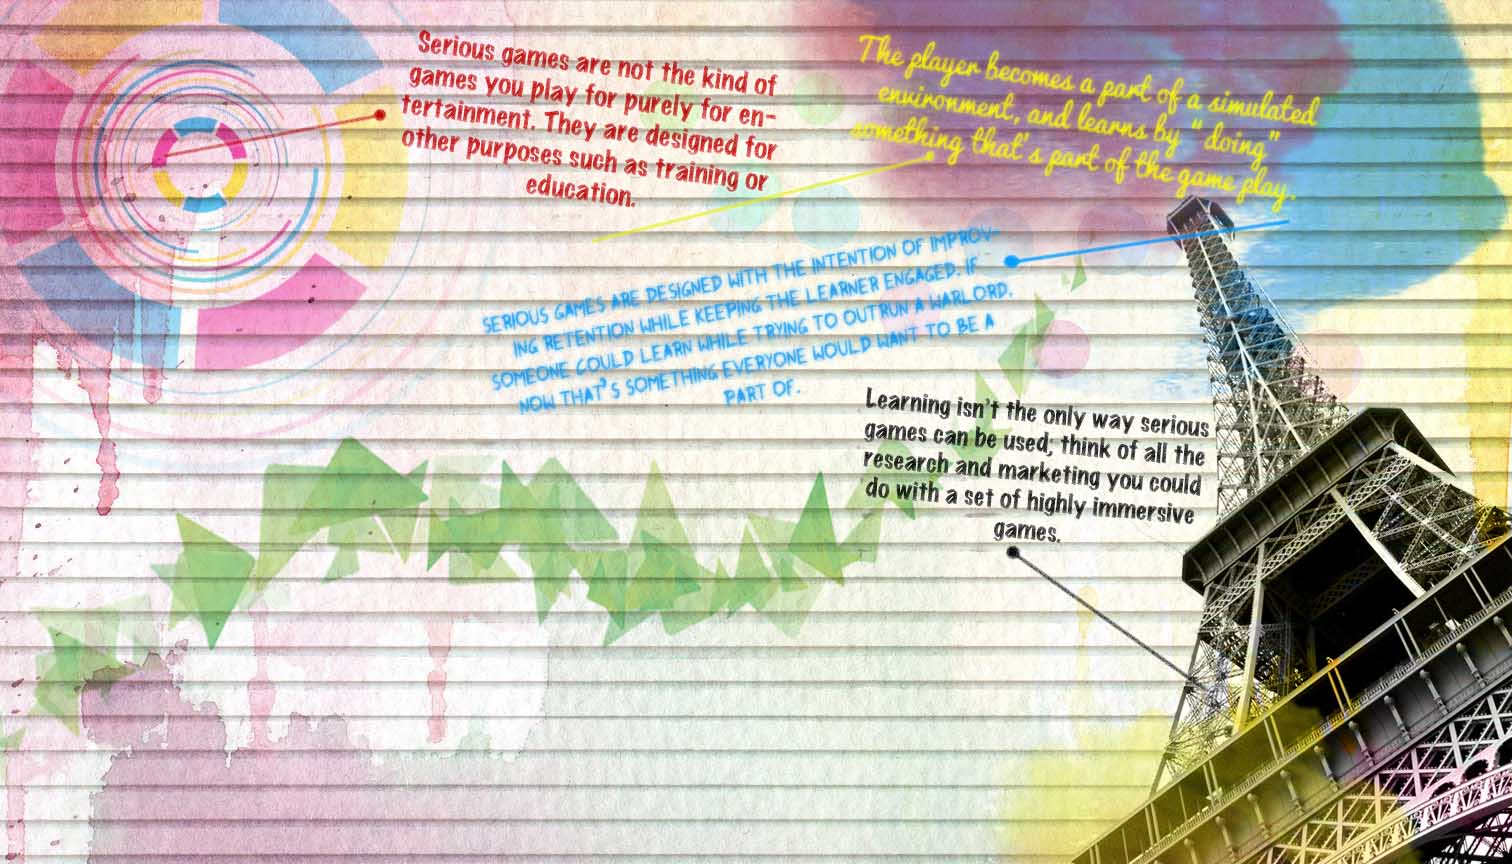 Serious games are not the kind of
games you play for purely for en-
tertainment. They are designed for
other purposes such as training or
education.
The player becomes a part of a simulated
environment, and learns by "doing"
something that's part of the game play.
SERIOUS GAMES ARE DESIGNED WITH THE INTENTION OF IMPROV-
ING RETENTION WHILE KEEPING THE LEARNER ENGAGED. IF
SOMEONE COULD LEARN WHILE TRYING TO OUTRUN A WARLORD,
NOW THAT'S SOMETHING EVERYONE WOULD WANT TO BE A
PART OF.
Learning isn't the only way serious
games can be used, think of all the
research and marketing you could
do with a set of highly immersive
games.